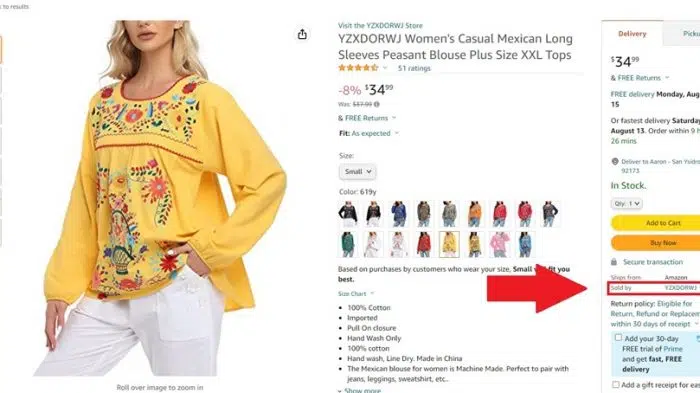 to results
Roll over image to zoom in
Visit the YZXDORWJ Store
YZXDORWJ Women's Casual Mexican Long
Sleeves Peasant Blouse Plus Size XXL Tops
51 ratings
-8% $34 99
Was: $37.99
& FREE Returns
Fit: As expected
Size:
Small
Color: 619y
Based on purchases by customers who wear your size, Small fit you
best.
Size Chart
• 100% Cotton
• Imported
• Pull On closure
• Hand Wash Only
• 100% cotton
• Hand wash, Line Dry. Made in China
• The Mexican blouse for women is Machine Made. Perfect to pair with
jeans, leggings, sweatshirt, etc..
Show more
Delivery
Picku
$34 99
& FREE Returns
FREE delivery Monday, Aug
15
Or fastest delivery Saturday
August 13. Order within 9 h
26 mins
Deliver to Aaron - San Ysidro
92173
In Stock.
Qty: 1
Add to Cart
Buy Now
Secure transaction
Ships from Amazon
Sold by YZXDORWJ
Return policy: Eligible for
Return, Refund or Replacem
within 30 days of receipt
Add your 30-day
FREE trial of Prime
and get fast, FREE
delivery
Add a gift receipt for eas